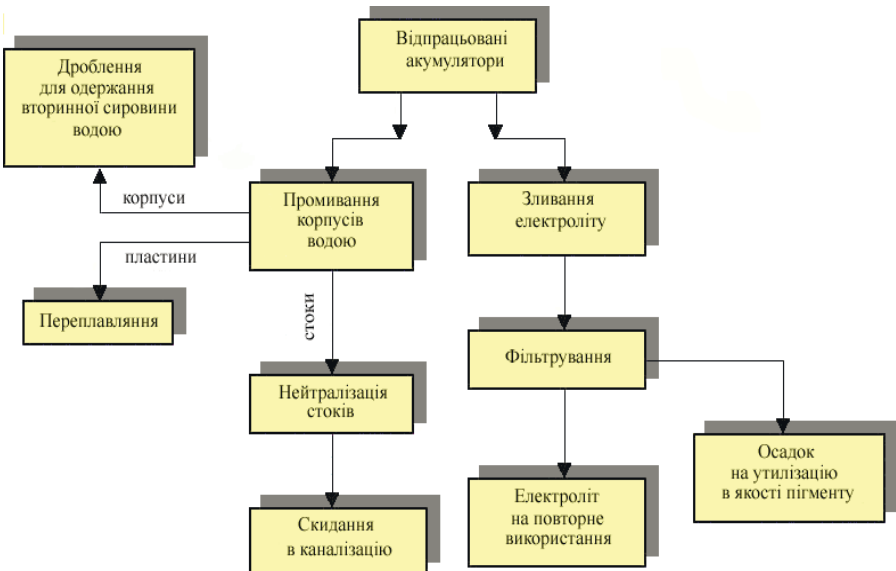 Відпрацьовані
акумулятори
Дроблення
для одержання
вторинної сировини
водою
корпуси
Промивання
корпусів
водою
Зливання
електроліту
пластини
Переплавляння
стоки
Фільтрування
Нейтралізація
стоків
Осадок
на утилізацію
в якості пігменту
Електроліт
на повторне
використання
Скидання
в каналізацію